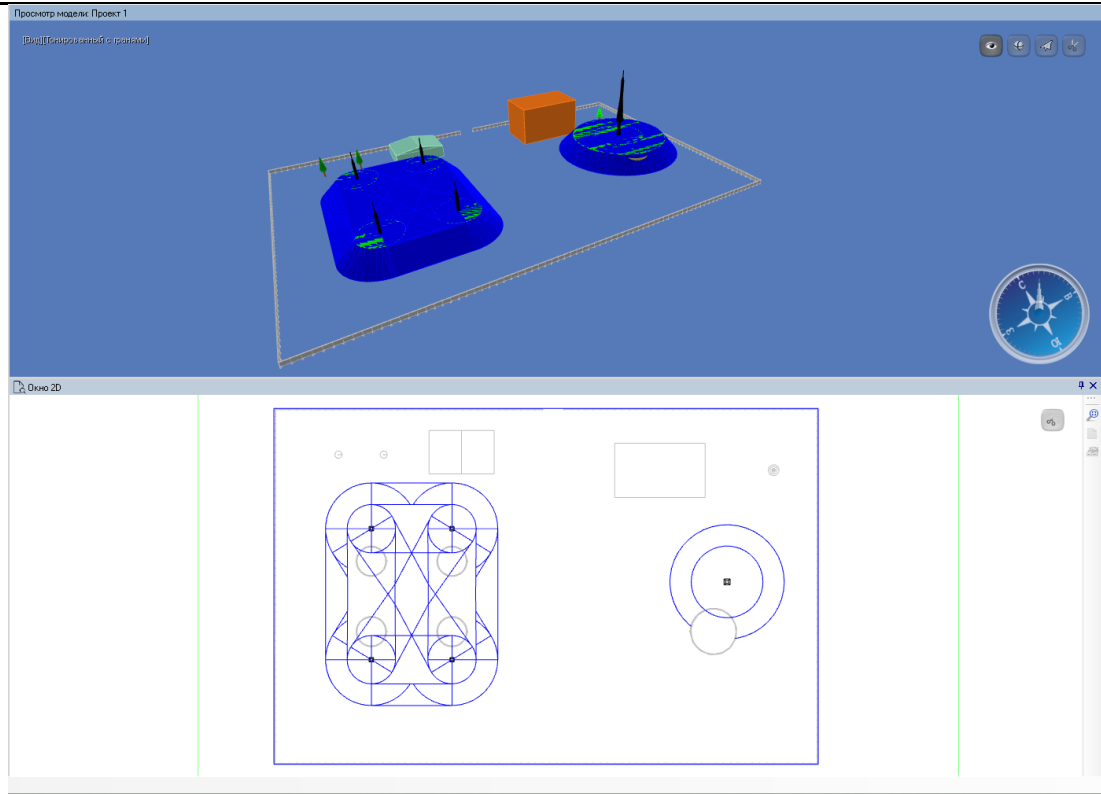 Просмотр модели: Проект 1
[Вид][Тонированный с гранями]
С
В
З
Ю
Окно 2D